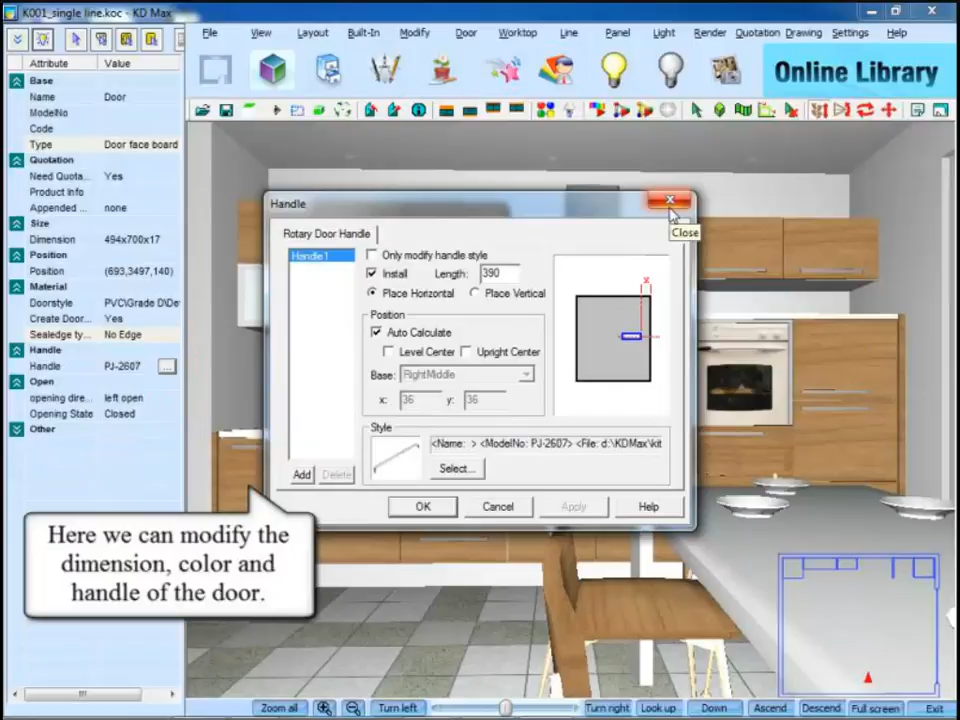 K001_single line.koc - KD Max
File View Layout Built-In Modify Door Worktop Line Panel Light Render Quotation Drawing Settings Help
Online Library
Attribute Value
Base
Name Door
ModelNo
Code
Type Door face board
Quotation
Need Quota... Yes
Product info
Appended ... none
Size
Dimension 494x700x17
Position
Position (693,3497,140)
Material
Doorstyle PVC\Grade D\De
Create Door... Yes
Sealedge ty... No Edge
Handle
Handle PJ-2607 ...
Open
opening dire... left open
Opening State Closed
Other
Handle
Close
Rotary Door Handle
Handle1
Only modify handle style
Install Length: 390
Place Horizontal Place Vertical
Position
Auto Calculate
Level Center Upright Center
Base: RightMiddle
x: 36 y: 36
X
Style
<Name: > <ModelNo: PJ-2607> <File: d:\KDMax\kit
Select...
Add Delete
OK Cancel Apply Help
Here we can modify the
dimension, color and
handle of the door.
Zoom all Turn left Turn right Look up Down Ascend Descend Full screen Exit